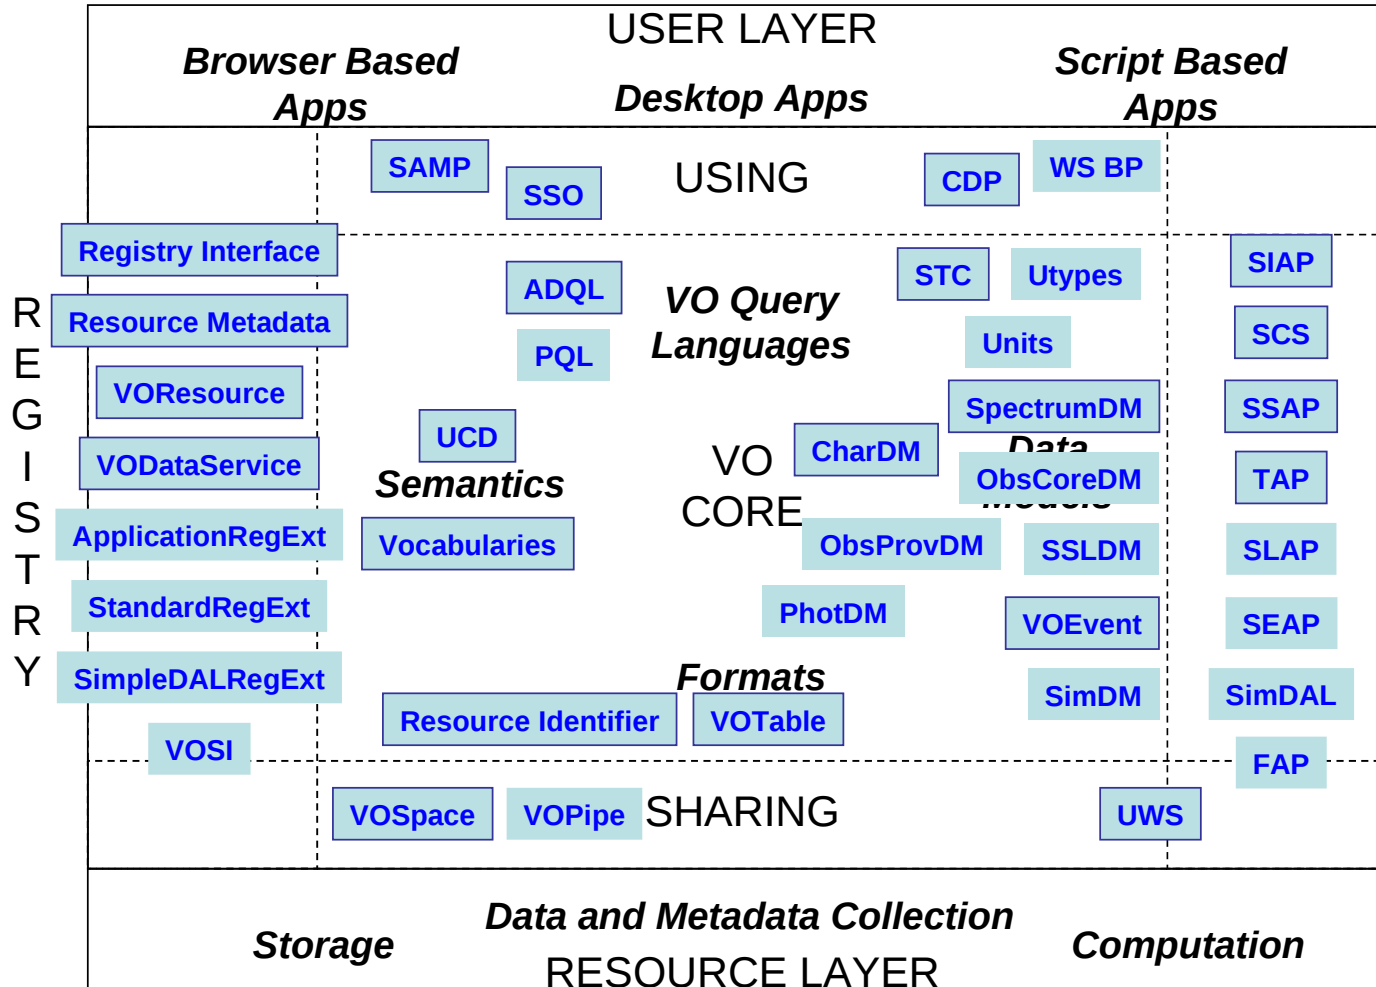 USER LAYER
Browser Based
Apps
Desktop Apps
Script Based
Apps
SAMP
SSO
USING
CDP
WS BP
REGISTRY
Registry Interface
Resource Metadata
VOResource
VODataService
ApplicationRegExt
StandardRegExt
SimpleDALRegExt
VOSI
ADQL
PQL
VO Query
Languages
UCD
Semantics
Vocabularies
VO
CORE
STC
Utypes
Units
SpectrumDM
CharDM
Data
ObsCoreDM
Models
ObsProvDM
SSLDM
PhotDM
VOEvent
SimDM
Formats
Resource Identifier
VOTable
SIAP
SCS
SSAP
TAP
SLAP
SEAP
SimDAL
FAP
VOSpace
VOPipe
SHARING
UWS
Data and Metadata Collection
Storage
Computation
RESOURCE LAYER